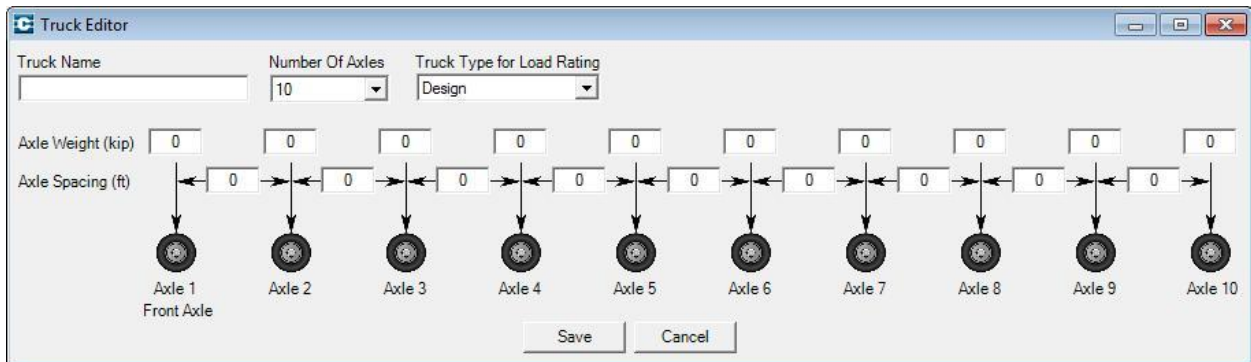 Truck Editor
Truck Name Number Of Axles Truck Type for Load Rating
10 Design
Axle Weight (kip) 0 0 0 0 0 0 0 0 0 0
Axle Spacing (ft) 0 0 0 0 0 0 0 0 0
Axle 1 Axle 2 Axle 3 Axle 4 Axle 5 Axle 6 Axle 7 Axle 8 Axle 9 Axle 10
Front Axle
Save Cancel